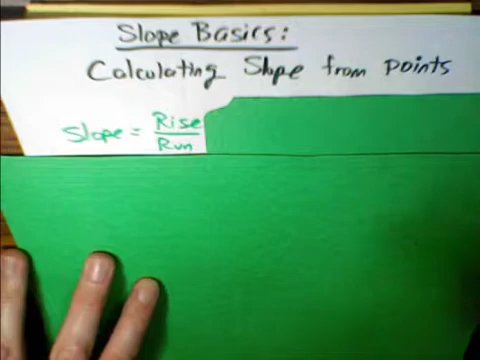 Slope Basics:
Calculating Slope from points
Slope = Rise
Run